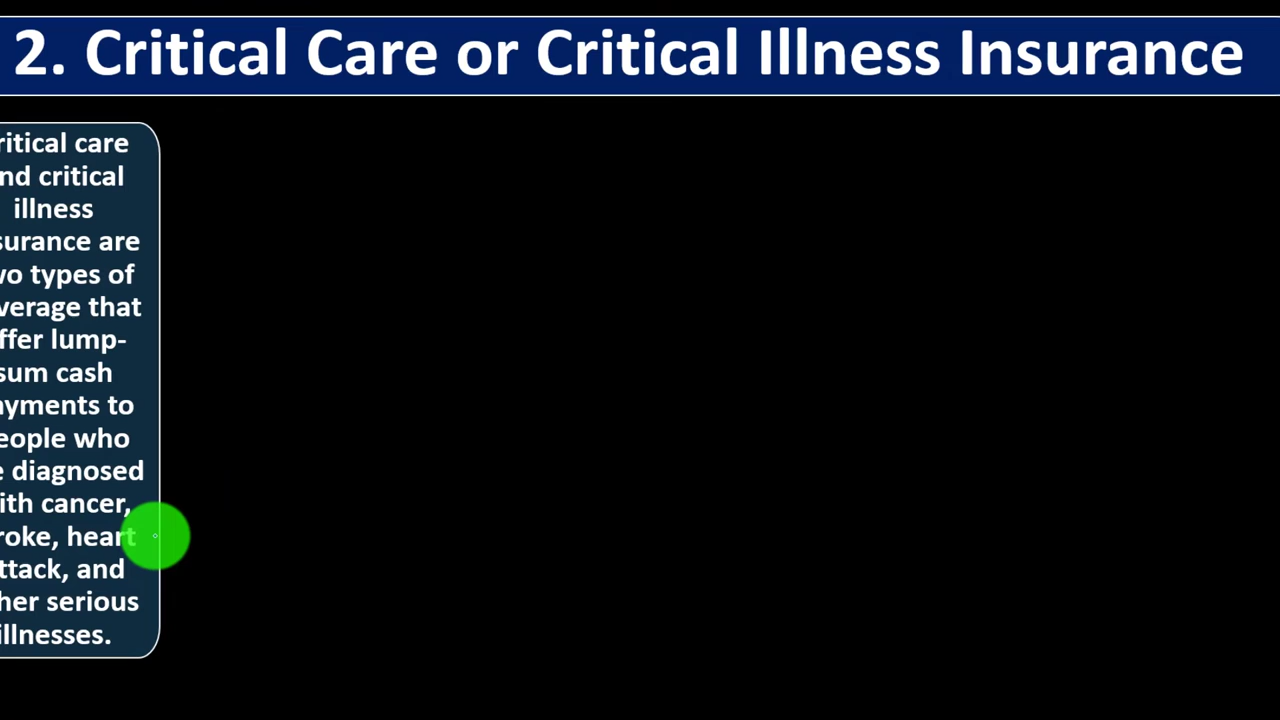 2. Critical Care or Critical Illness Insurance
ritical care
nd critical
illness
surance are
wo types of
verage that
ffer lump-
sum cash
ayments to
eople who
e diagnosed
ith cancer,
roke, heart
ttack, and
her serious
illnesses.